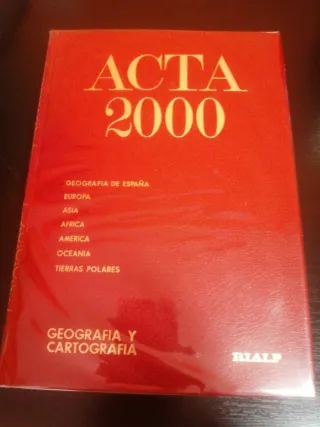 ACTA
2000
GEOGRAFIA DE ESPAÑA
EUROPA
ASIA
AFRICA
AMERICA
OCEANIA
TIERRAS POLARES
GEOGRAFIA Y
CARTOGRAFIA
RIALP